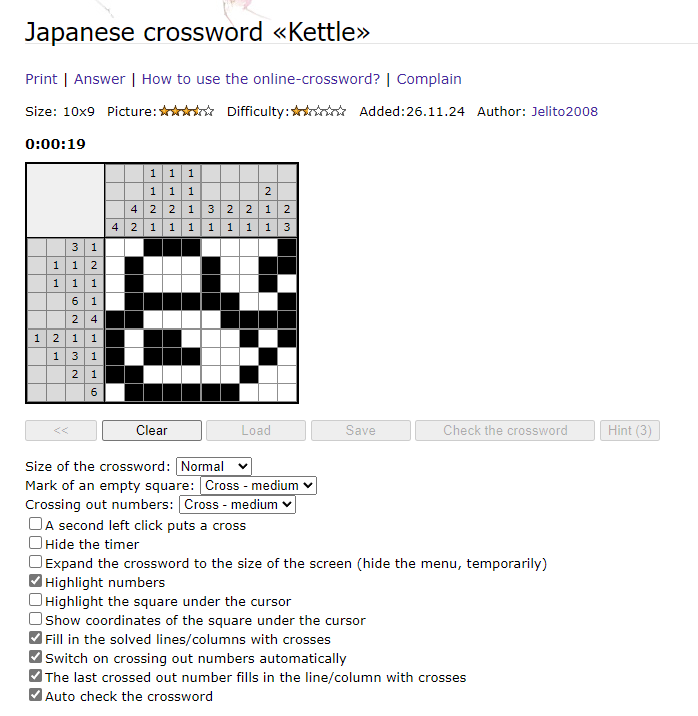 Japanese crossword «Kettle»
Print | Answer | How to use the online-crossword? | Complain
Size: 10x9 Picture: Difficulty: Added:26.11.24 Author: Jelito2008
0:00:19
1 1 1
1 1 1 2
4 2 2 1 3 2 2 1 2
4 2 1 1 1 1 1 1 1 3
3 1
1 1 2
1 1 1
6 1
2 4
1 2 1 1
1 3 1
2 1
6
<< Clear Load Save Check the crossword Hint (3)
Size of the crossword: Normal
Mark of an empty square: Cross - medium
Crossing out numbers: Cross - medium
A second left click puts a cross
Hide the timer
Expand the crossword to the size of the screen (hide the menu, temporarily)
Highlight numbers
Highlight the square under the cursor
Show coordinates of the square under the cursor
Fill in the solved lines/columns with crosses
Switch on crossing out numbers automatically
The last crossed out number fills in the line/column with crosses
Auto check the crossword